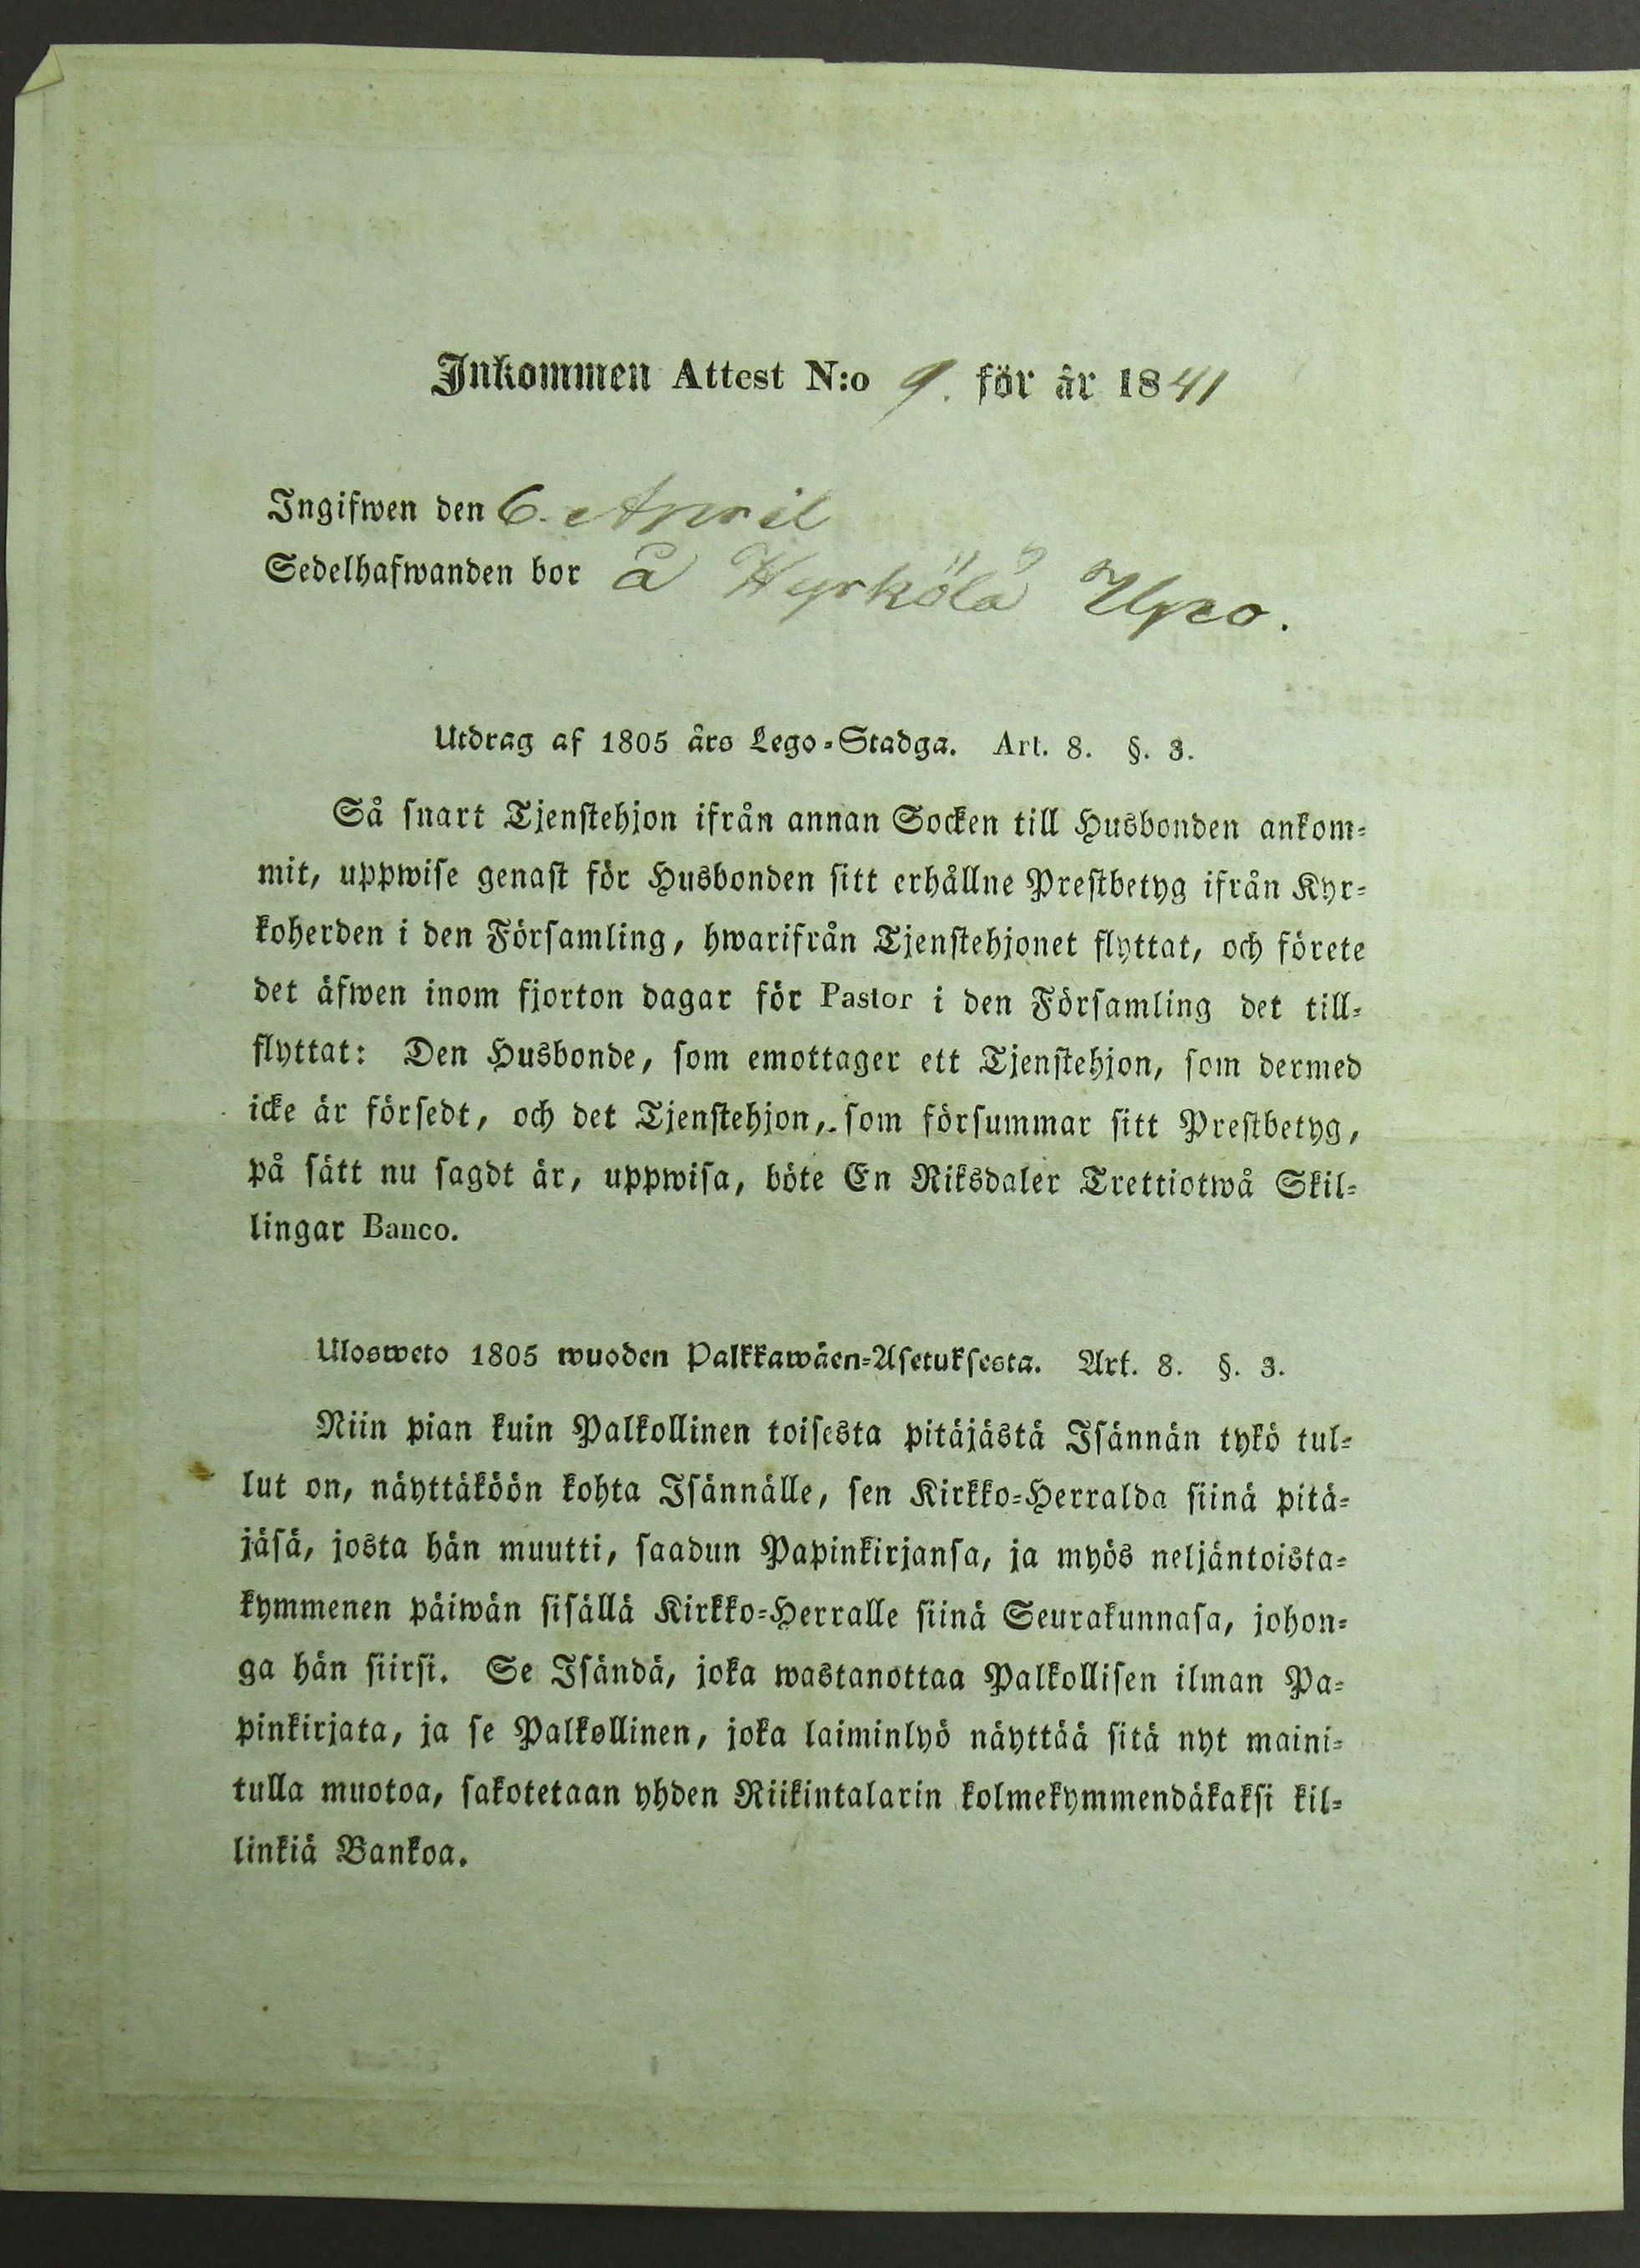 Inkommen Attest N:o 9. för år 1841
Ingifwen den 6. April
Sedelhafwanden bor å Hyrkölä Upo.
Utdrag af 1805 års Lego-Stadga. Art. 8. §. 3.
Så snart Tjenstehjon ifrån annan Socken till Husbonden ankom-
mit, uppwise genast för Husbonden sitt erhållne Prestbetyg ifrån Kyr-
koherden i den Församling, hwarifrån Tjenstehjonet flyttat, och förete
det äfwen inom fjorton dagar för Pastor i den Församling det till-
flyttat: Den Husbonde, som emottager ett Tjenstehjon, som dermed
icke är försedt, och det Tjenstehjon, som försummar sitt Prestbetyg,
på sätt nu sagdt är, uppwisa, böte En Riksdaler Trettiotwå Skil-
lingar Banco.
Ulosweto 1805 wuoden Palkkawäen-Asetuksesta. Art. 8. §. 3.
Niin pian kuin Palkollinen toisesta pitäjästä Isännän tykö tul-
lut on, näyttäköön kohta Isännälle, sen Kirkko-Herralda siinä pitä-
jäsä, josta hän muutti, saadun Papinkirjansa, ja myös neljäntoista-
kymmenen päiwän sisällä Kirkko-Herralle siinä Seurakunnasa, johon-
ga hän siirsi. Se Isändä, joka wastanottaa Palkollisen ilman Pa-
pinkirjata, ja se Palkollinen, joka laiminlyö näyttää sitä nyt maini-
tulla muotoa, sakotetaan yhden Riikintalarin kolmekymmendäkaksi kil-
linkiä Bankoa.